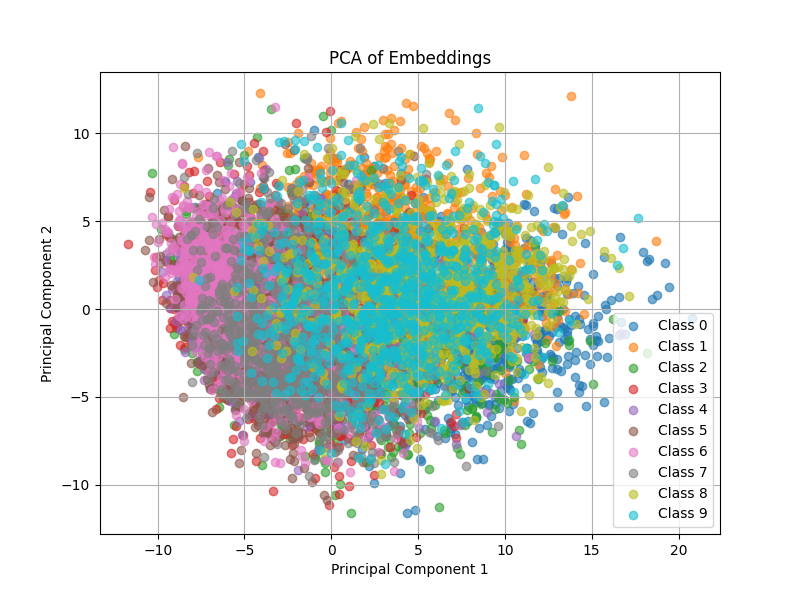 PCA of Embeddings
10
5
0
−5
−10
Principal Component 2
−10
−5
0
5
10
15
20
Principal Component 1
Class 0
Class 1
Class 2
Class 3
Class 4
Class 5
Class 6
Class 7
Class 8
Class 9